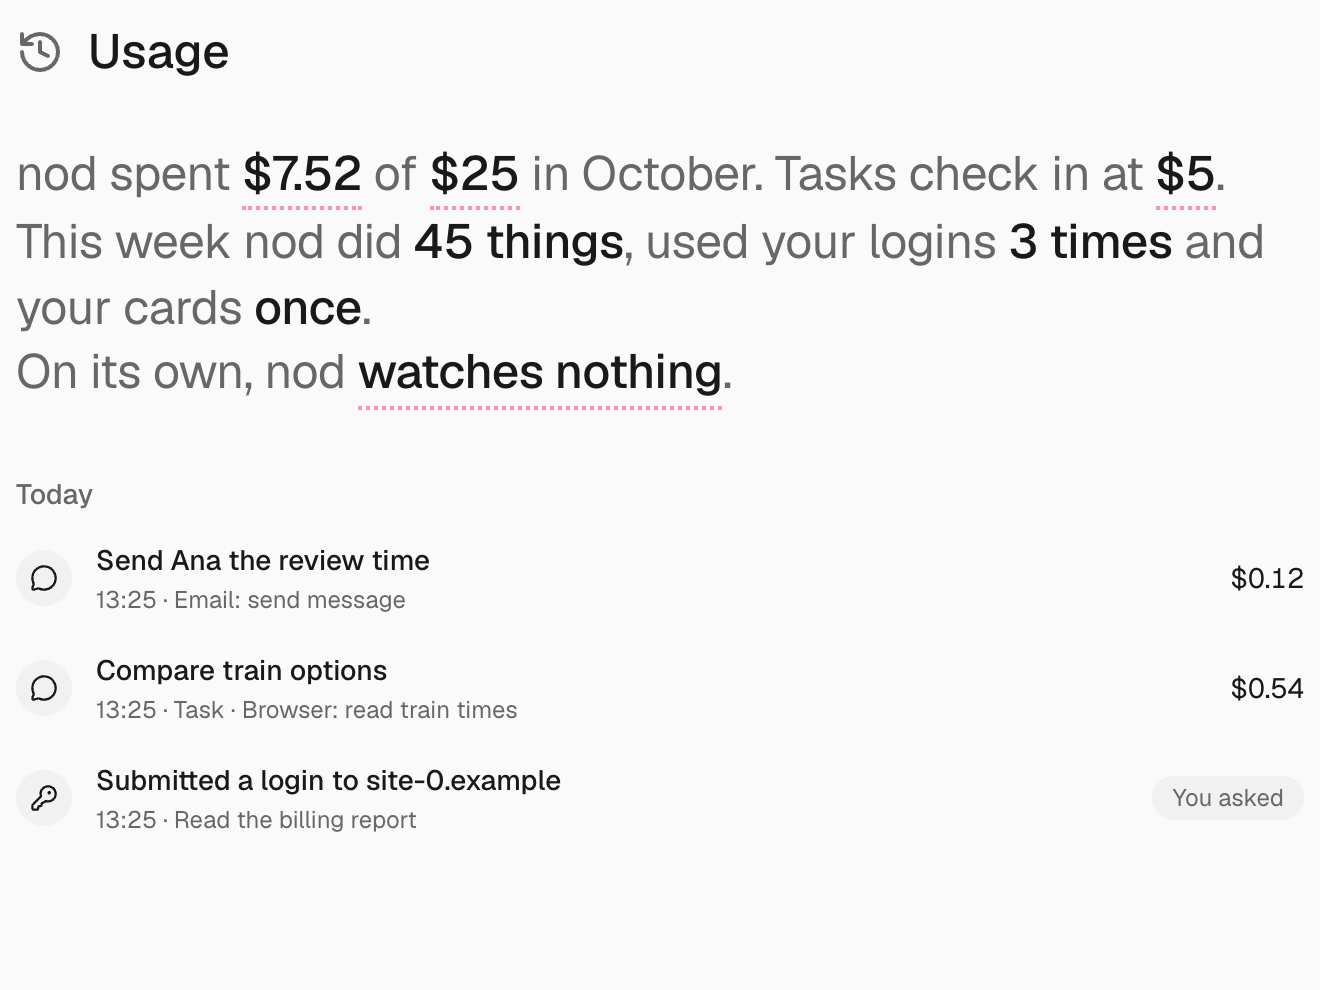 Usage
nod spent $7.52 of $25 in October. Tasks check in at $5.
This week nod did 45 things, used your logins 3 times and
your cards once.
On its own, nod watches nothing.
Today
Send Ana the review time
13:25 · Email: send message
$0.12
Compare train options
13:25 · Task · Browser: read train times
$0.54
Submitted a login to site-0.example
13:25 · Read the billing report
You asked